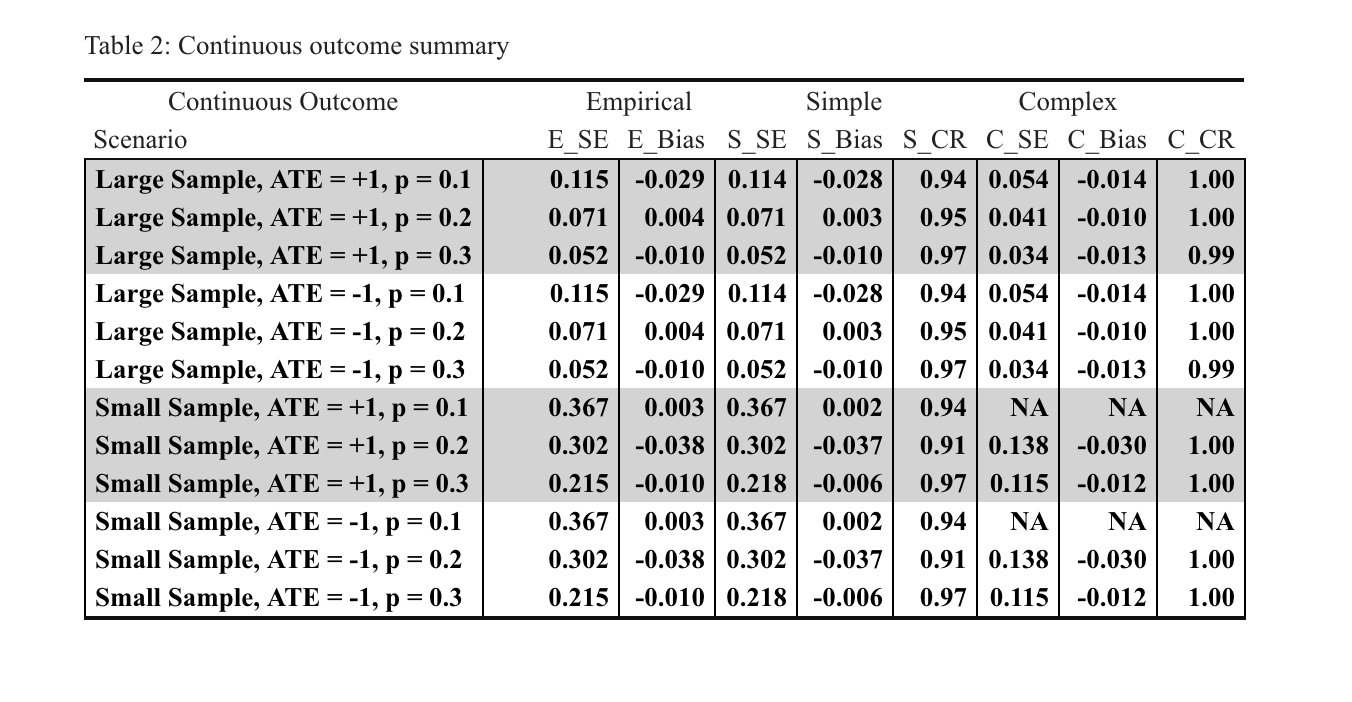 Table 2: Continuous outcome summary
Continuous Outcome Empirical Simple Complex
Scenario E_SE E_Bias S_SE S_Bias S_CR C_SE C_Bias C_CR
Large Sample, ATE = +1, p = 0.1 0.115 -0.029 0.114 -0.028 0.94 0.054 -0.014 1.00
Large Sample, ATE = +1, p = 0.2 0.071 0.004 0.071 0.003 0.95 0.041 -0.010 1.00
Large Sample, ATE = +1, p = 0.3 0.052 -0.010 0.052 -0.010 0.97 0.034 -0.013 0.99
Large Sample, ATE = -1, p = 0.1 0.115 -0.029 0.114 -0.028 0.94 0.054 -0.014 1.00
Large Sample, ATE = -1, p = 0.2 0.071 0.004 0.071 0.003 0.95 0.041 -0.010 1.00
Large Sample, ATE = -1, p = 0.3 0.052 -0.010 0.052 -0.010 0.97 0.034 -0.013 0.99
Small Sample, ATE = +1, p = 0.1 0.367 0.003 0.367 0.002 0.94 NA NA NA
Small Sample, ATE = +1, p = 0.2 0.302 -0.038 0.302 -0.037 0.91 0.138 -0.030 1.00
Small Sample, ATE = +1, p = 0.3 0.215 -0.010 0.218 -0.006 0.97 0.115 -0.012 1.00
Small Sample, ATE = -1, p = 0.1 0.367 0.003 0.367 0.002 0.94 NA NA NA
Small Sample, ATE = -1, p = 0.2 0.302 -0.038 0.302 -0.037 0.91 0.138 -0.030 1.00
Small Sample, ATE = -1, p = 0.3 0.215 -0.010 0.218 -0.006 0.97 0.115 -0.012 1.00